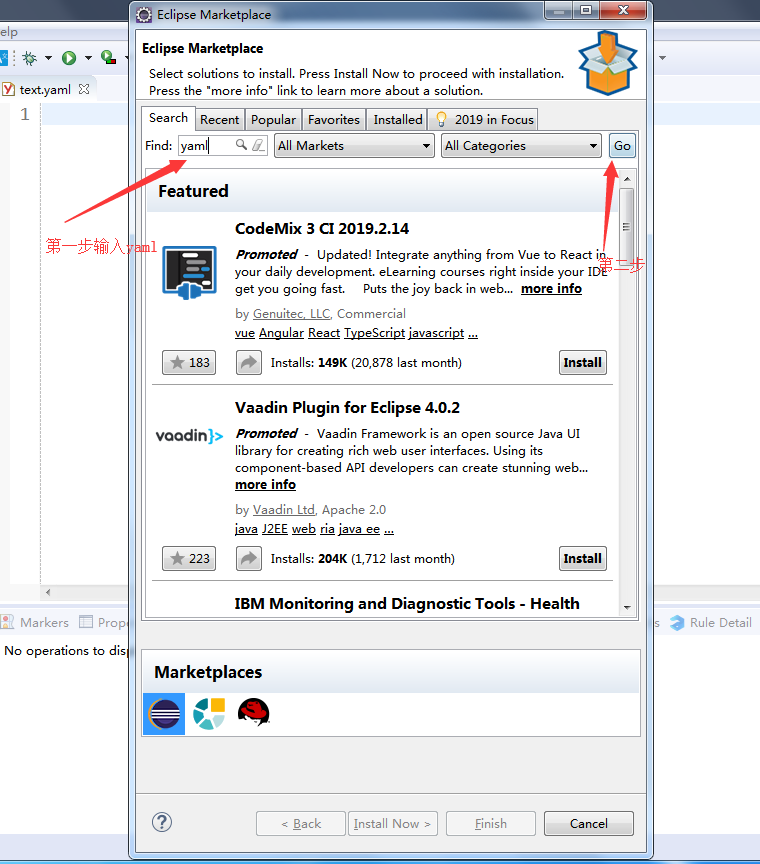 Eclipse Marketplace
elp
Eclipse Marketplace
Select solutions to install. Press Install Now to proceed with installation.
Press the "more info" link to learn more about a solution.
text.yaml
1
Search Recent Popular Favorites Installed 2019 in Focus
Find: yaml All Markets All Categories Go
第一步输入yaml
第二步
Featured
CodeMix 3 CI 2019.2.14
Promoted - Updated! Integrate anything from Vue to React in
your daily development. eLearning courses right inside your IDE
get you going fast. Puts the joy back in web... more info
by Genuitec, LLC, Commercial
vue Angular React TypeScript javascript ...
183 Installs: 149K (20,878 last month) Install
Vaadin Plugin for Eclipse 4.0.2
vaadin}>
Promoted - Vaadin Framework is an open source Java UI
library for creating rich web user interfaces. Using its
component-based API developers can create stunning web...
more info
by Vaadin Ltd, Apache 2.0
java J2EE web ria java ee ...
223 Installs: 204K (1,712 last month) Install
IBM Monitoring and Diagnostic Tools - Health
Markers Prope
s Rule Detail
No operations to disp
Marketplaces
< Back Install Now > Finish Cancel